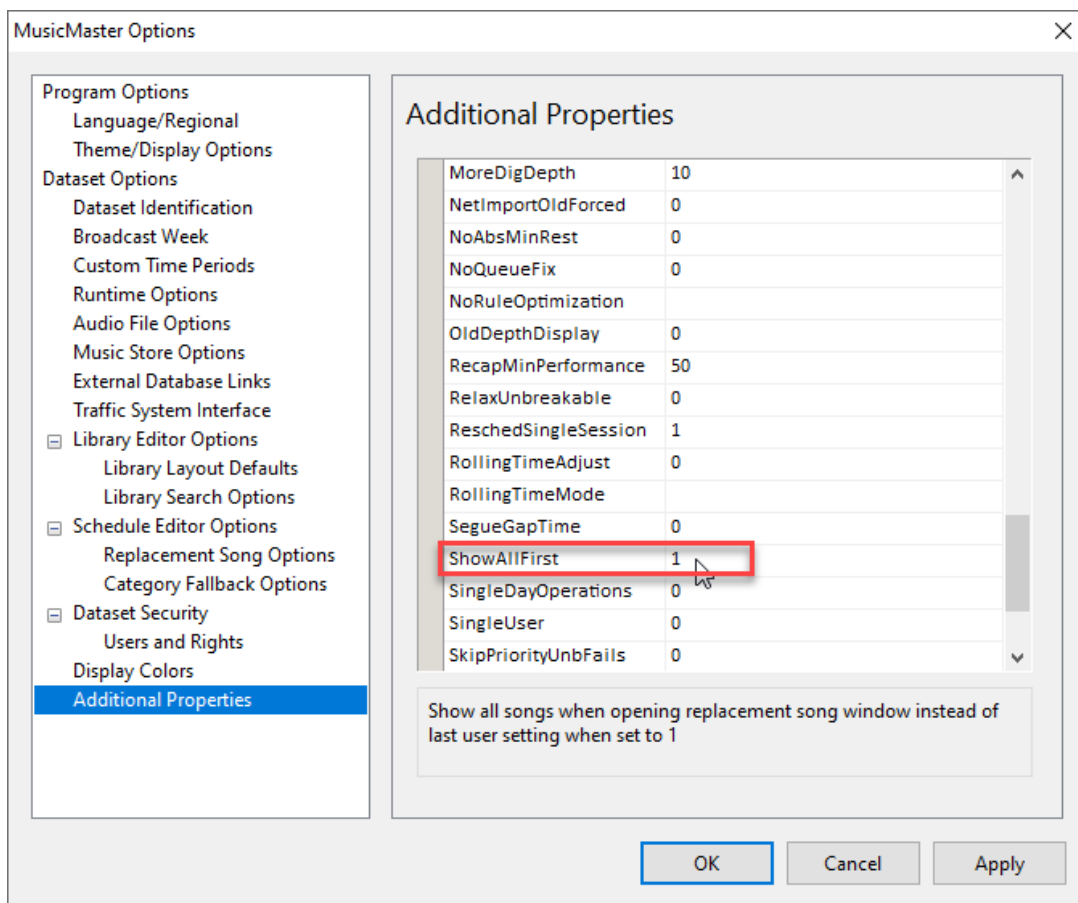 MusicMaster Options
Program Options
Language/Regional
Theme/Display Options
Dataset Options
Dataset Identification
Broadcast Week
Custom Time Periods
Runtime Options
Audio File Options
Music Store Options
External Database Links
Traffic System Interface
Library Editor Options
Library Layout Defaults
Library Search Options
Schedule Editor Options
Replacement Song Options
Category Fallback Options
Dataset Security
Users and Rights
Display Colors
Additional Properties
Additional Properties
MoreDigDepth 10
NetImportOldForced 0
NoAbsMinRest 0
NoQueueFix 0
NoRuleOptimization
OldDepthDisplay 0
RecapMinPerformance 50
RelaxUnbreakable 0
ReschedSingleSession 1
RollingTimeAdjust 0
RollingTimeMode
SegueGapTime 0
ShowAllFirst 1
SingleDayOperations 0
SingleUser 0
SkipPriorityUnbFails 0
Show all songs when opening replacement song window instead of
last user setting when set to 1
OK Cancel Apply